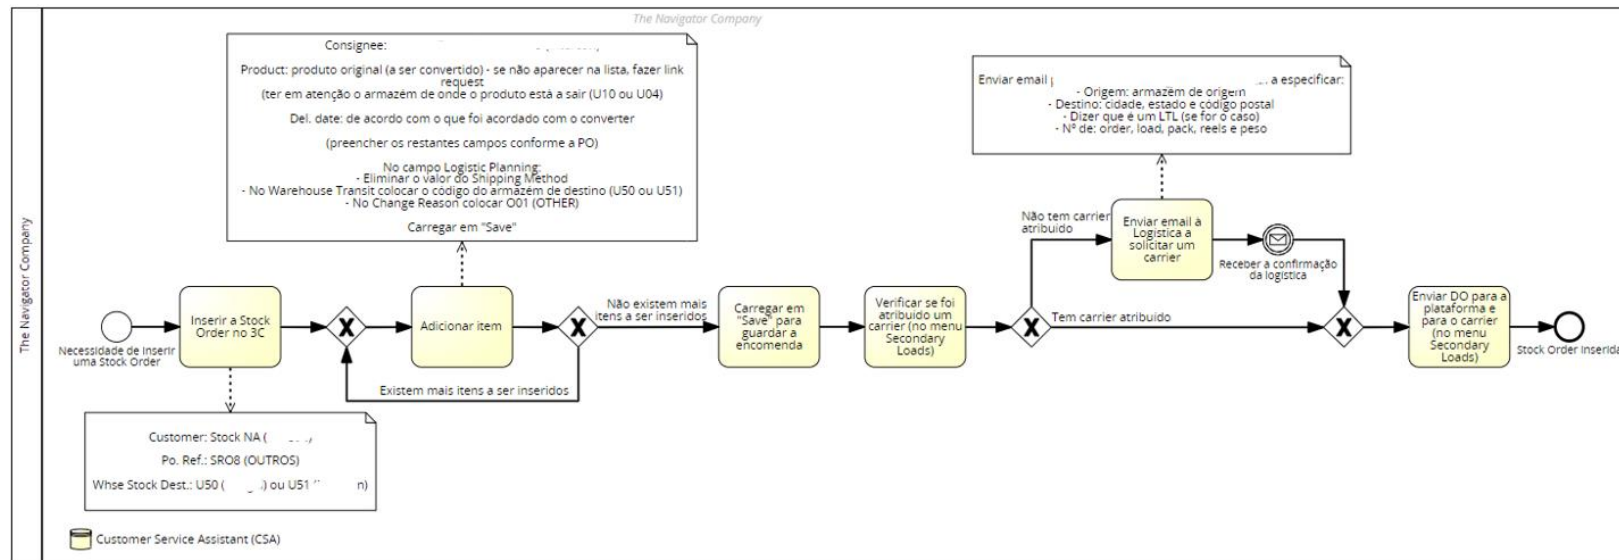 The Navigator Company
The Navigator Company
Consignee:
Product: produto original (a ser convertido) - se não aparecer na lista, fazer link
request
(ter em atenção o armazém de onde o produto está a sair (U10 ou U04)
Del. date: de acordo com o que foi acordado com o converter
(preencher os restantes campos conforme a PO)
No campo Logistic Planning:
- Eliminar o valor do Shipping Method
- No Warehouse Transit colocar o código do armazém de destino (U50 ou U51)
- No Change Reason colocar O01 (OTHER)
Carregar em "Save"
Enviar email
a especificar:
- Origem: armazém de origem
- Destino: cidade, estado e código postal
- Dizer que é um LTL (se for o caso)
- Nº de: order, load, pack, reels e peso
Necessidade de inserir
uma Stock Order
Inserir a Stock
Order no 3C
Adicionar item
Existem mais itens a ser inseridos
Não existem mais
itens a ser inseridos
Carregar em
"Save" para
guardar a
encomenda
Verificar se foi
atribuido um
carrier (no menu
Secondary
Loads)
Não tem carrier
atribuido
Enviar email à
Logística a
solicitar um
carrier
Receber a confirmação
da logística
Tem carrier atribuido
Enviar DO para a
plataforma e
para o carrier
(no menu
Secondary
Loads)
Stock Order Inserida
Customer: Stock NA (
Po. Ref.: SRO8 (OUTROS)
Whse Stock Dest.: U50 ( ) ou U51 ( )
Customer Service Assistant (CSA)